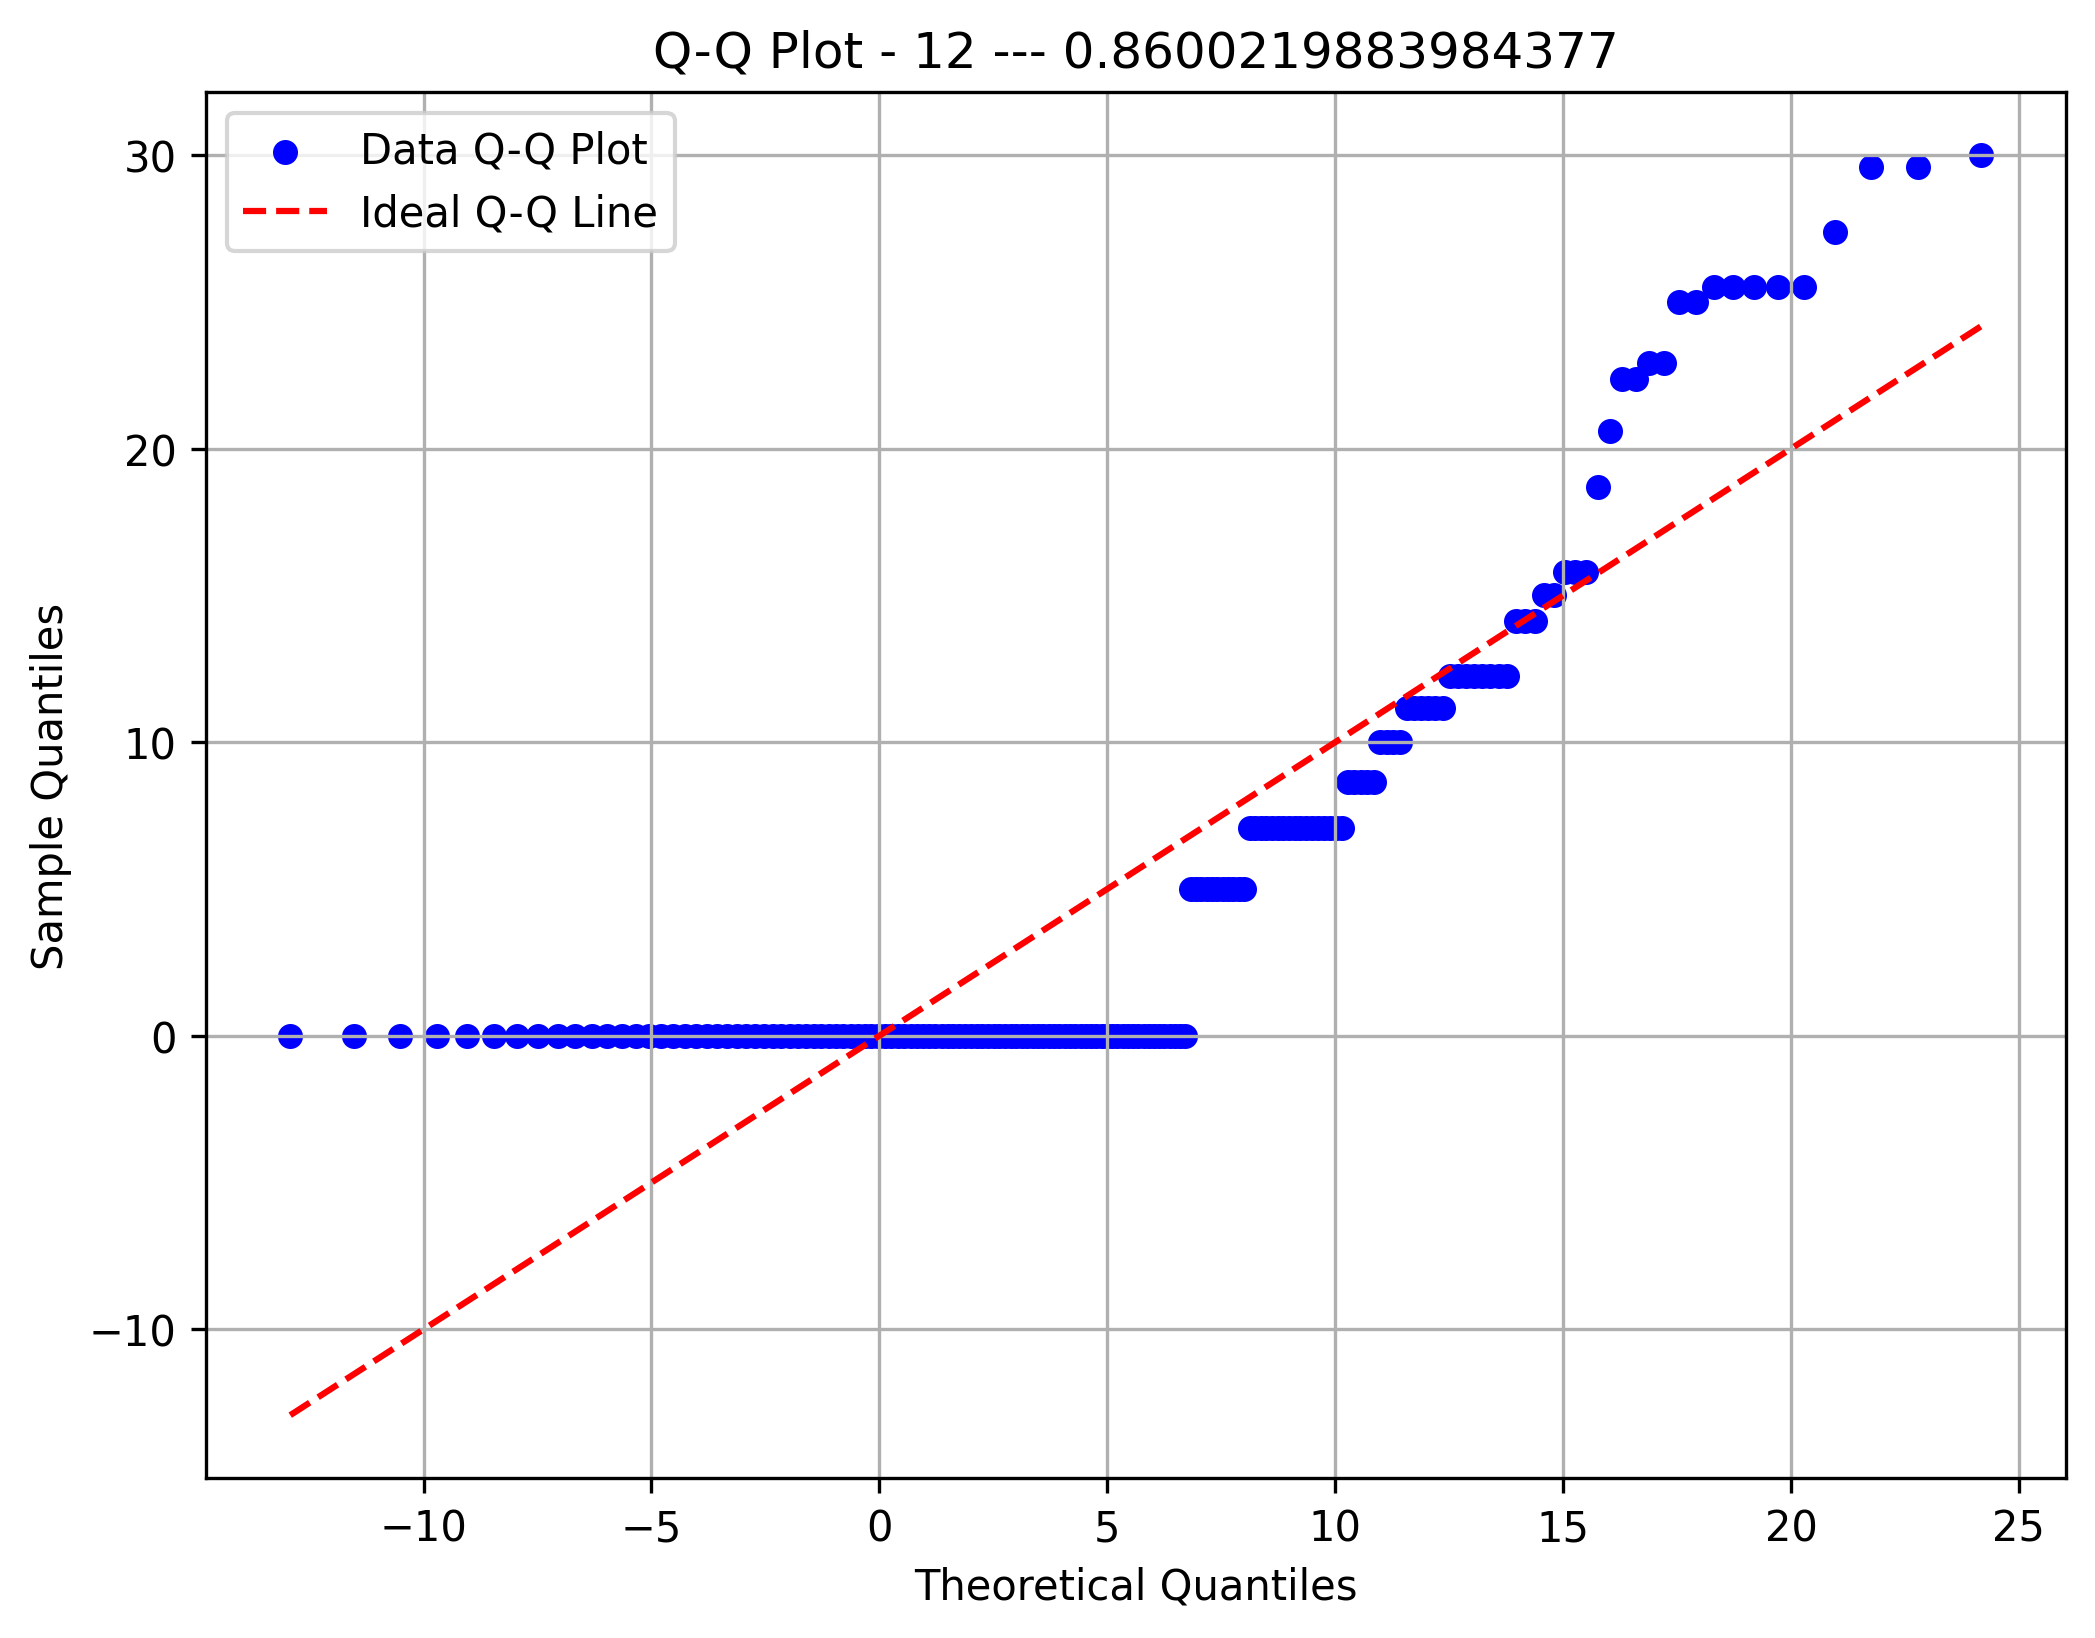 Q-Q Plot - 12 --- 0.8600219883984377
Data Q-Q Plot
Ideal Q-Q Line
30
20
10
0
−10
Sample Quantiles
−10 −5 0 5 10 15 20 25
Theoretical Quantiles